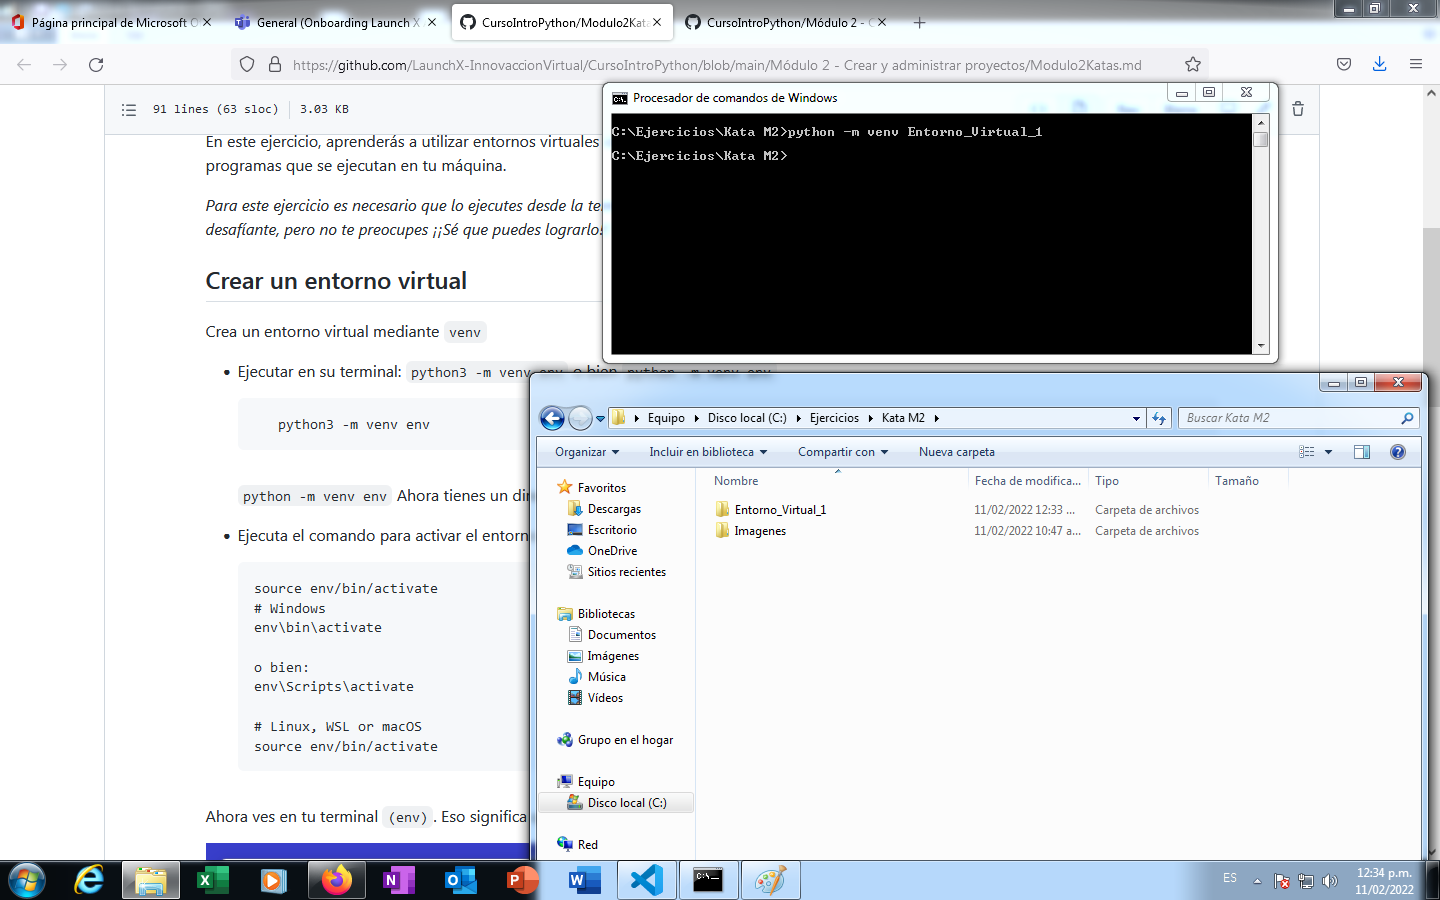 Página principal de Microsoft O
General (Onboarding Launch X
CursoIntroPython/Modulo2Kata
CursoIntroPython/Módulo 2 - C
https://github.com/LaunchX-InnovaccionVirtual/CursoIntroPython/blob/main/Módulo 2 - Crear y administrar proyectos/Modulo2Katas.md
91 lines (63 sloc)
3.03 KB
En este ejercicio, aprenderás a utilizar entornos virtuales
programas que se ejecutan en tu máquina.
Para este ejercicio es necesario que lo ejecutes desde la te
desafíante, pero no te preocupes ¡¡Sé que puedes lograrlo!
Crear un entorno virtual
Crea un entorno virtual mediante venv
Ejecutar en su terminal: python3 -m venv env o bien python -m venv env
python3 -m venv env
python -m venv env Ahora tienes un dir
Ejecuta el comando para activar el entorn
source env/bin/activate
# Windows
env\bin\activate
o bien:
env\Scripts\activate
# Linux, WSL or macOS
source env/bin/activate
Ahora ves en tu terminal (env). Eso significa
Procesador de comandos de Windows
C:\Ejercicios\Kata M2>python -m venv Entorno_Virtual_1
C:\Ejercicios\Kata M2>
Equipo
Disco local (C:)
Ejercicios
Kata M2
Buscar Kata M2
Organizar
Incluir en biblioteca
Compartir con
Nueva carpeta
Nombre
Fecha de modifica...
Tipo
Tamaño
Entorno_Virtual_1
11/02/2022 12:33 ...
Carpeta de archivos
Imagenes
11/02/2022 10:47 a...
Carpeta de archivos
Favoritos
Descargas
Escritorio
OneDrive
Sitios recientes
Bibliotecas
Documentos
Imágenes
Música
Vídeos
Grupo en el hogar
Equipo
Disco local (C:)
Red
ES
12:34 p.m.
11/02/2022